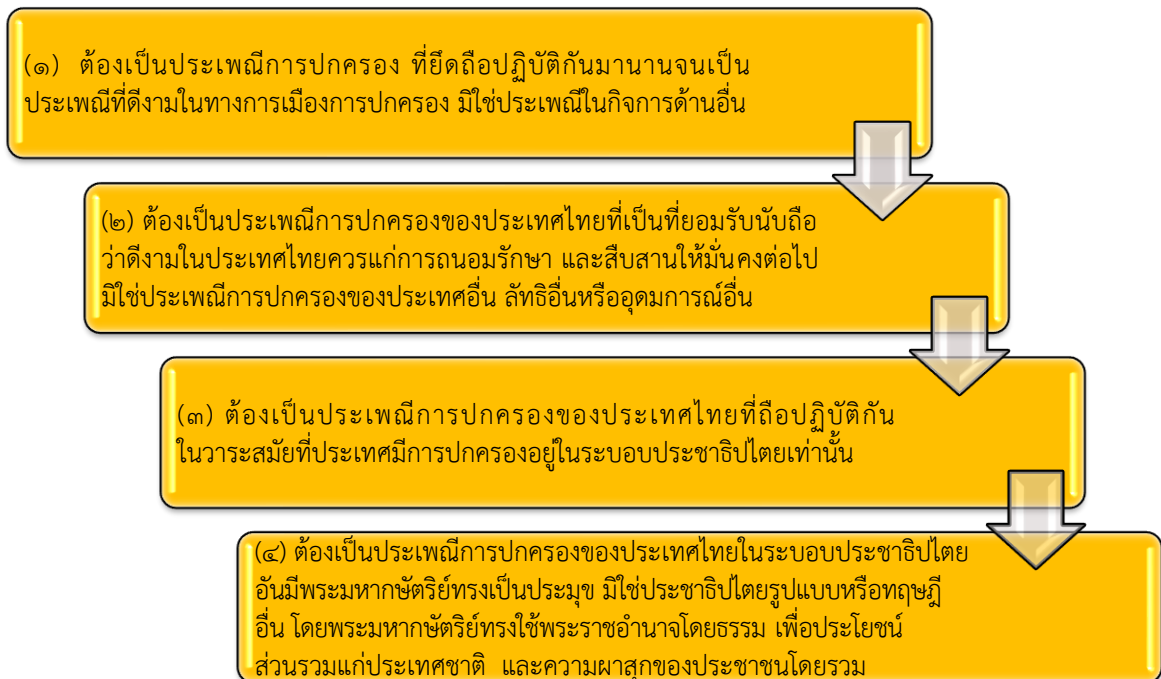 (๑) ต้องเป็นประเพณีการปกครอง ที่ยึดถือปฏิบัติกันมานานจนเป็น
ประเพณีที่ดีงามในทางการเมืองการปกครอง มิใช่ประเพณีในกิจการด้านอื่น
(๒) ต้องเป็นประเพณีการปกครองของประเทศไทยที่เป็นที่ยอมรับนับถือ
ว่าดีงามในประเทศไทยควรแก่การถนอมรักษา และสืบสานให้มั่นคงต่อไป
มิใช่ประเพณีการปกครองของประเทศอื่น ลัทธิอื่นหรืออุดมการณ์อื่น
(๓) ต้องเป็นประเพณีการปกครองของประเทศไทยที่ถือปฏิบัติกัน
ในวาระสมัยที่ประเทศมีการปกครองอยู่ในระบอบประชาธิปไตยเท่านั้น
(๔) ต้องเป็นประเพณีการปกครองของประเทศไทยในระบอบประชาธิปไตย
อันมีพระมหากษัตริย์ทรงเป็นประมุข มิใช่ประชาธิปไตยรูปแบบหรือทฤษฎี
อื่น โดยพระมหากษัตริย์ทรงใช้พระราชอำนาจโดยธรรม เพื่อประโยชน์
ส่วนรวมแก่ประเทศชาติ และความผาสุกของประชาชนโดยรวม